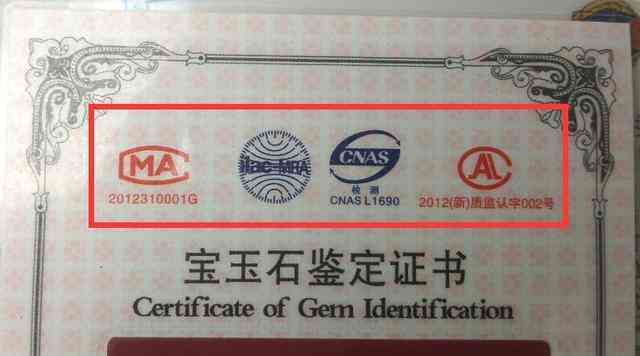 MA
2012310001G
ilac-MRA
CNAS
检 测
CNAS L1690
AL
2012(新)质监认字002号
宝玉石鉴定证书
Certificate of Gem Identification